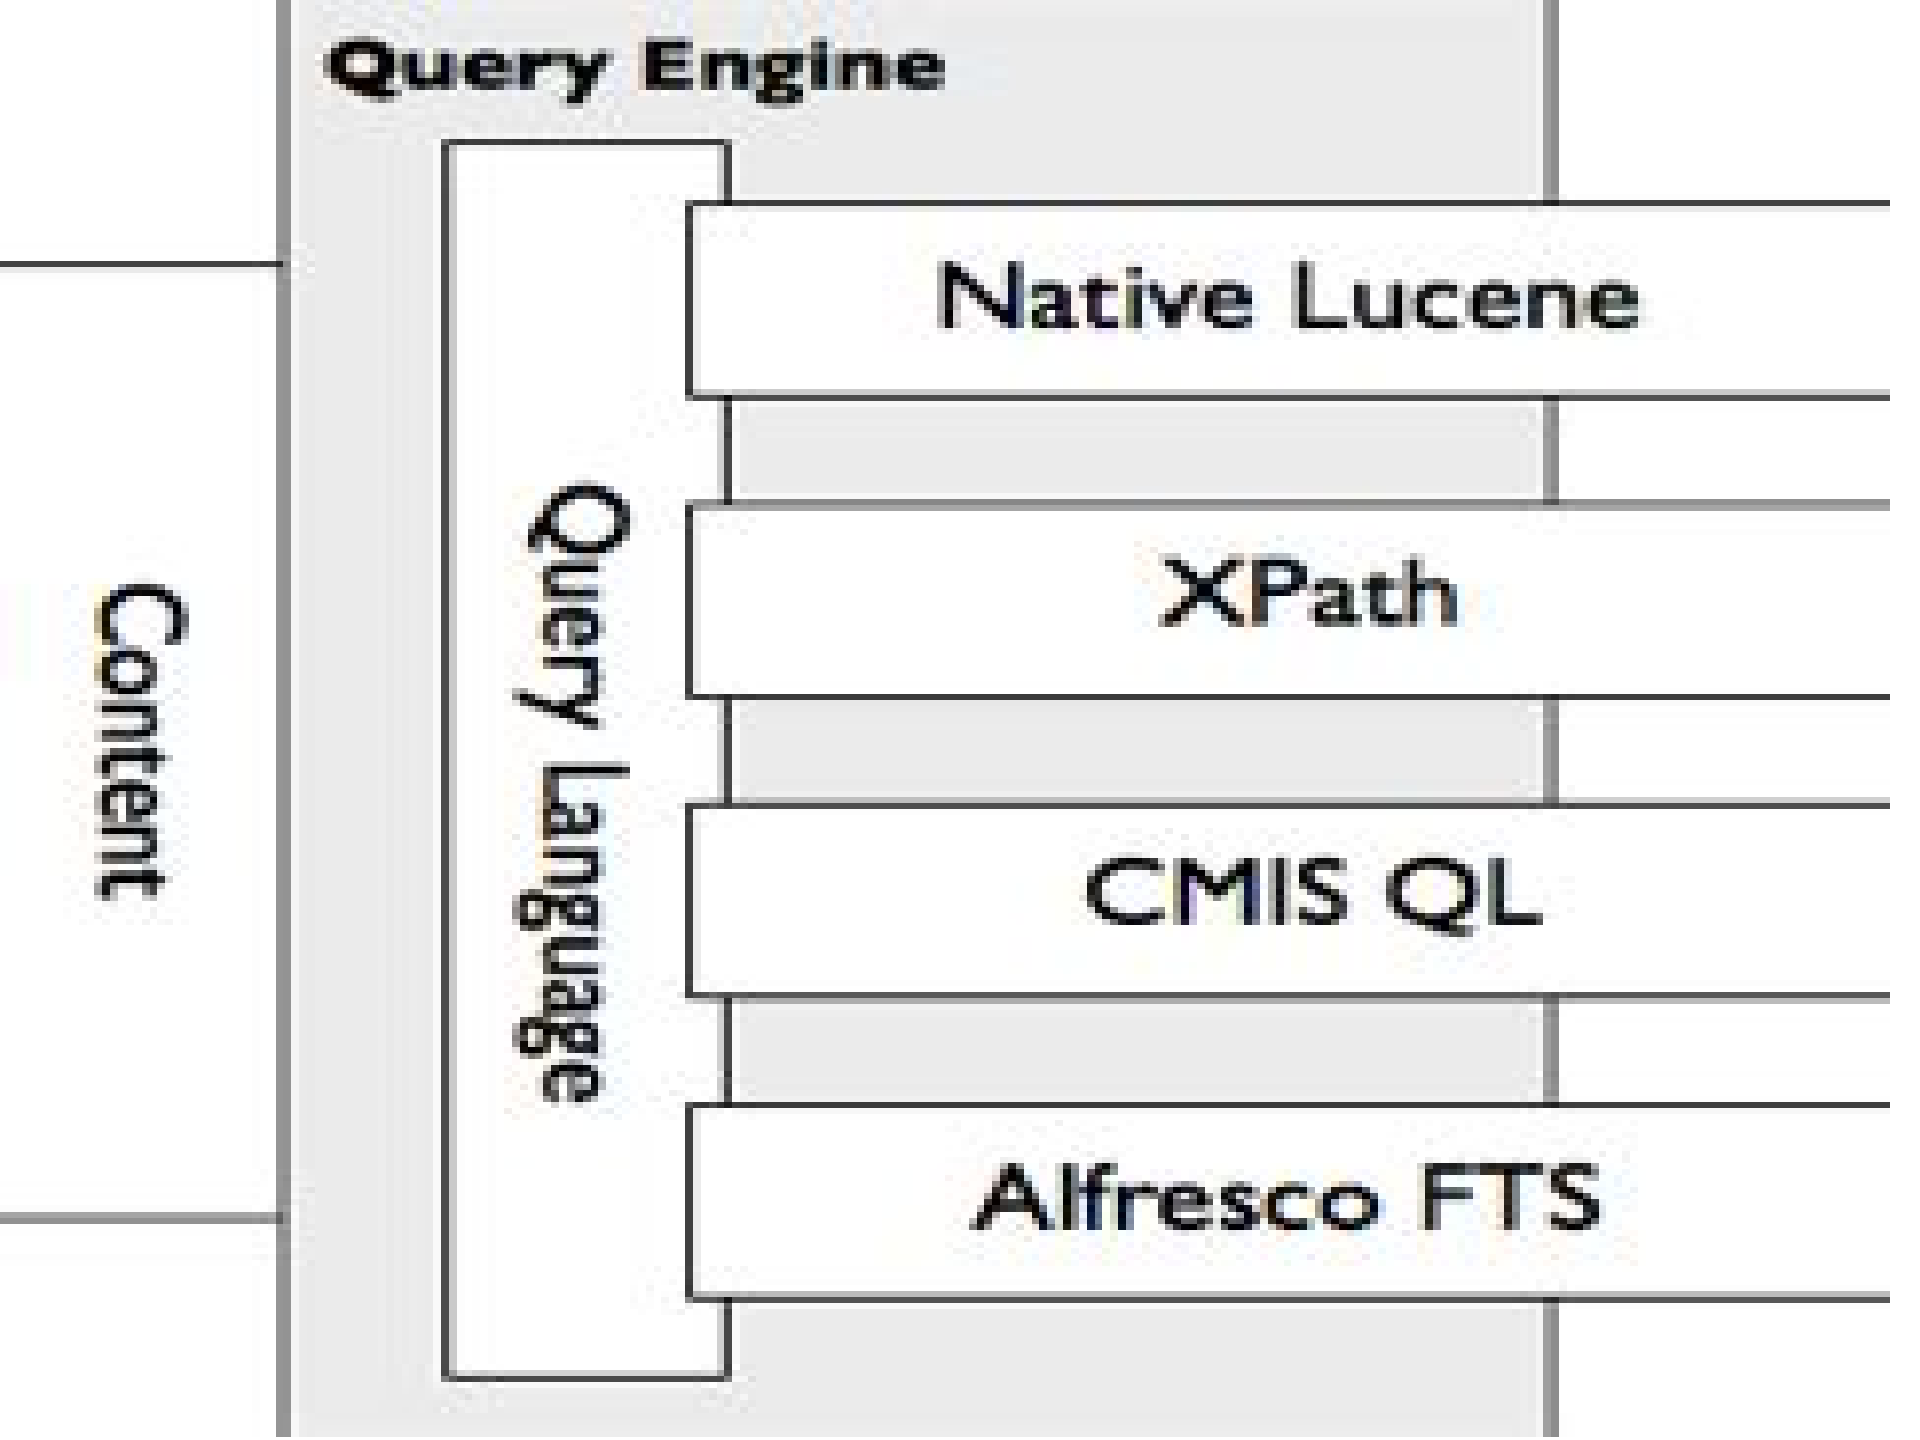 Query Engine
Content
Query Language
Native Lucene
XPath
CMIS QL
Alfresco FTS